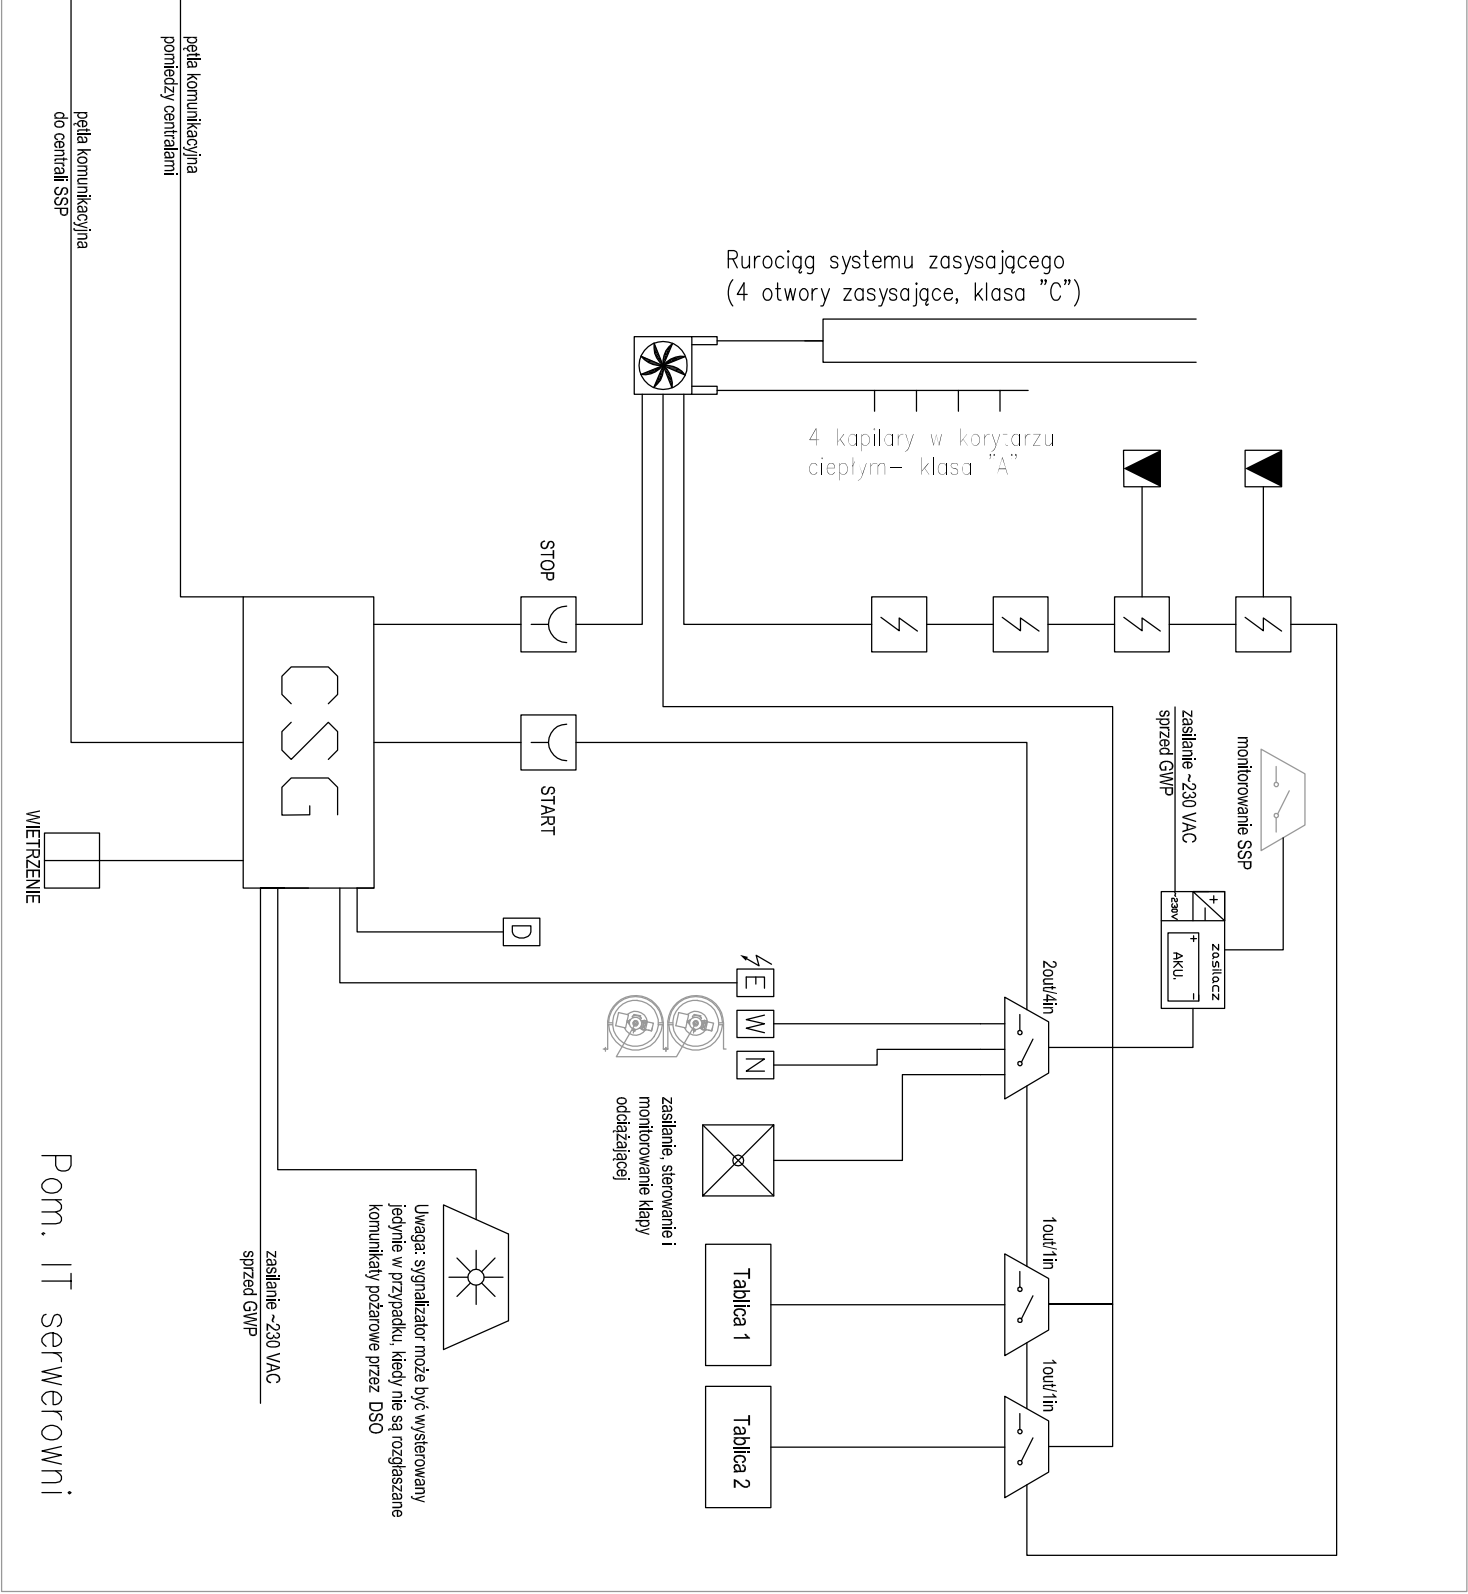 pętla komunikacyjna
pomiedzy centralami
pętla komunikacyjna
do centrali SSP
Rurociąg systemu zasysającego
(4 otwory zasysające, klasa "C")
4 kapilary w korytarzu
ciepłym- klasa "A"
STOP
START
CSG
WIETRZENIE
zasilanie ~230 VAC
sprzed GWP
monitorowanie SSP
~230V
+
zasilacz
+ -
AKU.
D
E
W
N
2out/4in
zasilanie, sterowanie i
monitorowanie klapy
odciążającej
1out/1in
1out/1in
Tablica 1
Tablica 2
Uwaga: sygnalizator może być wysterowany
jedynie w przypadku, kiedy nie są rozgłaszane
komunikaty pożarowe przez DSO
zasilanie ~230 VAC
sprzed GWP
Pom. IT serwerowni